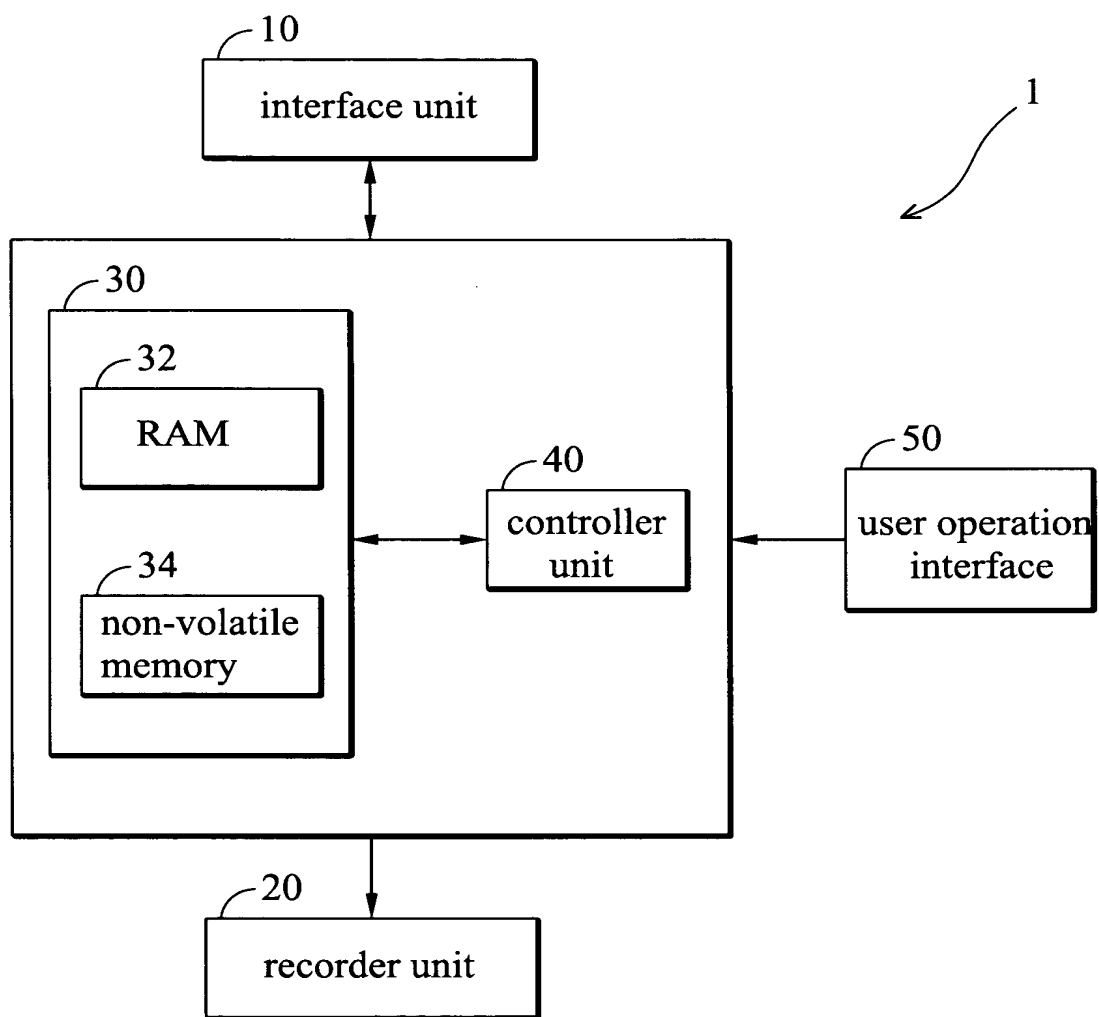 10
interface unit
1
30
32
RAM
40
controller
unit
50
user operation
interface
34
non-volatile
memory
20
recorder unit